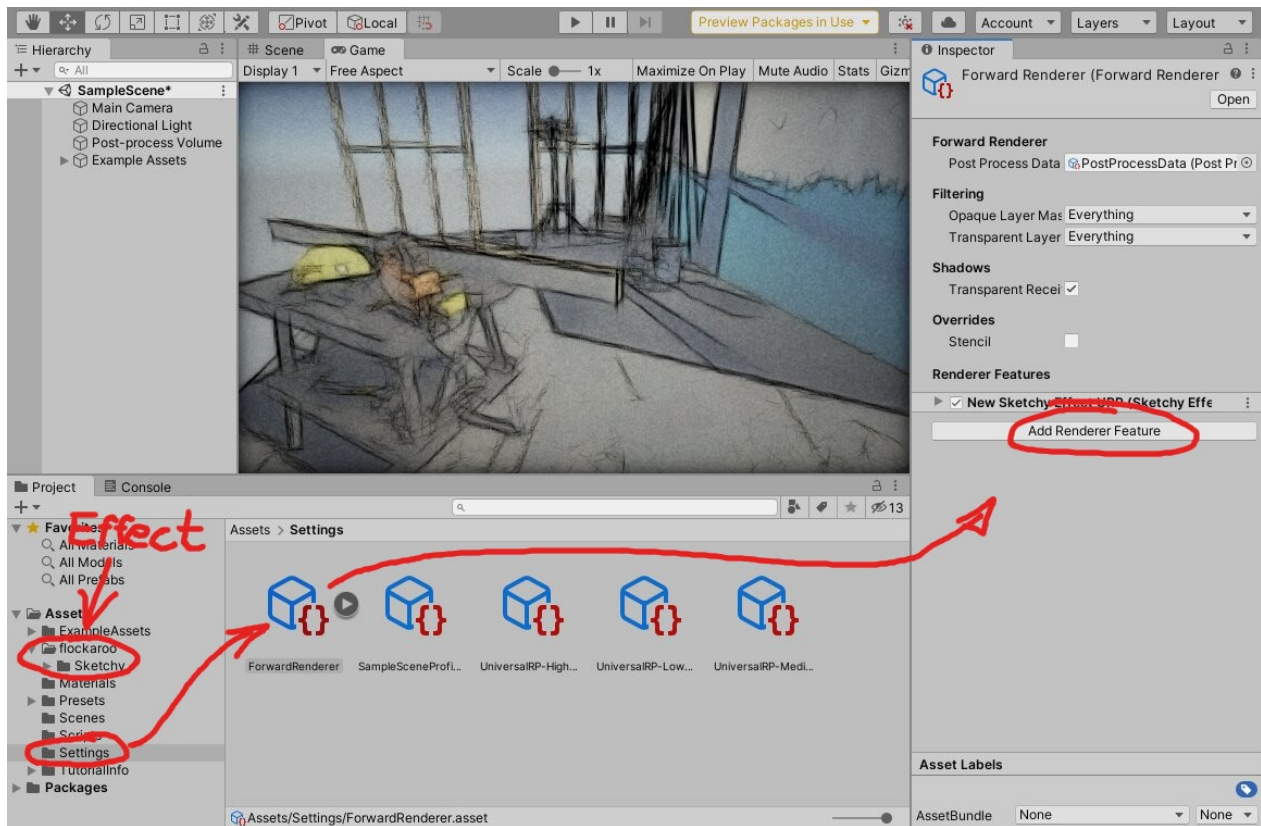 Pivot Local Preview Packages in Use Account Layers Layout
Hierarchy
All
SampleScene*
Main Camera
Directional Light
Post-process Volume
Example Assets
Scene Game
Display 1 Free Aspect Scale 1x Maximize On Play Mute Audio Stats Gizm
Inspector
Forward Renderer (Forward Renderer
Open
Forward Renderer
Post Process Data PostProcessData (Post Pr
Filtering
Opaque Layer Mas Everything
Transparent Layer Everything
Shadows
Transparent Recei
Overrides
Stencil
Renderer Features
New Sketchy Effect URP (Sketchy Effe
Add Renderer Feature
Project Console
13
Effect
Favorites
All Materials
All Models
All Prefabs
Assets
ExampleAssets
flockaroo
Sketchy
Materials
Presets
Scenes
Scripts
Settings
TutorialInfo
Packages
Assets > Settings
ForwardRenderer SampleSceneProfi... UniversalRP-High... UniversalRP-Low... UniversalRP-Medi...
Assets/Settings/ForwardRenderer.asset
Asset Labels
AssetBundle None None